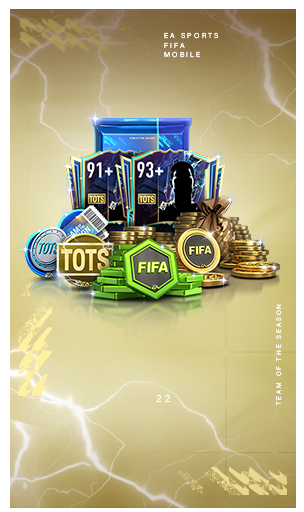 EA SPORTS
FIFA
MOBILE
91+
93+
TOTS
TOTS
TOTS
FIFA
FIFA
22
TEAM OF THE SEASON